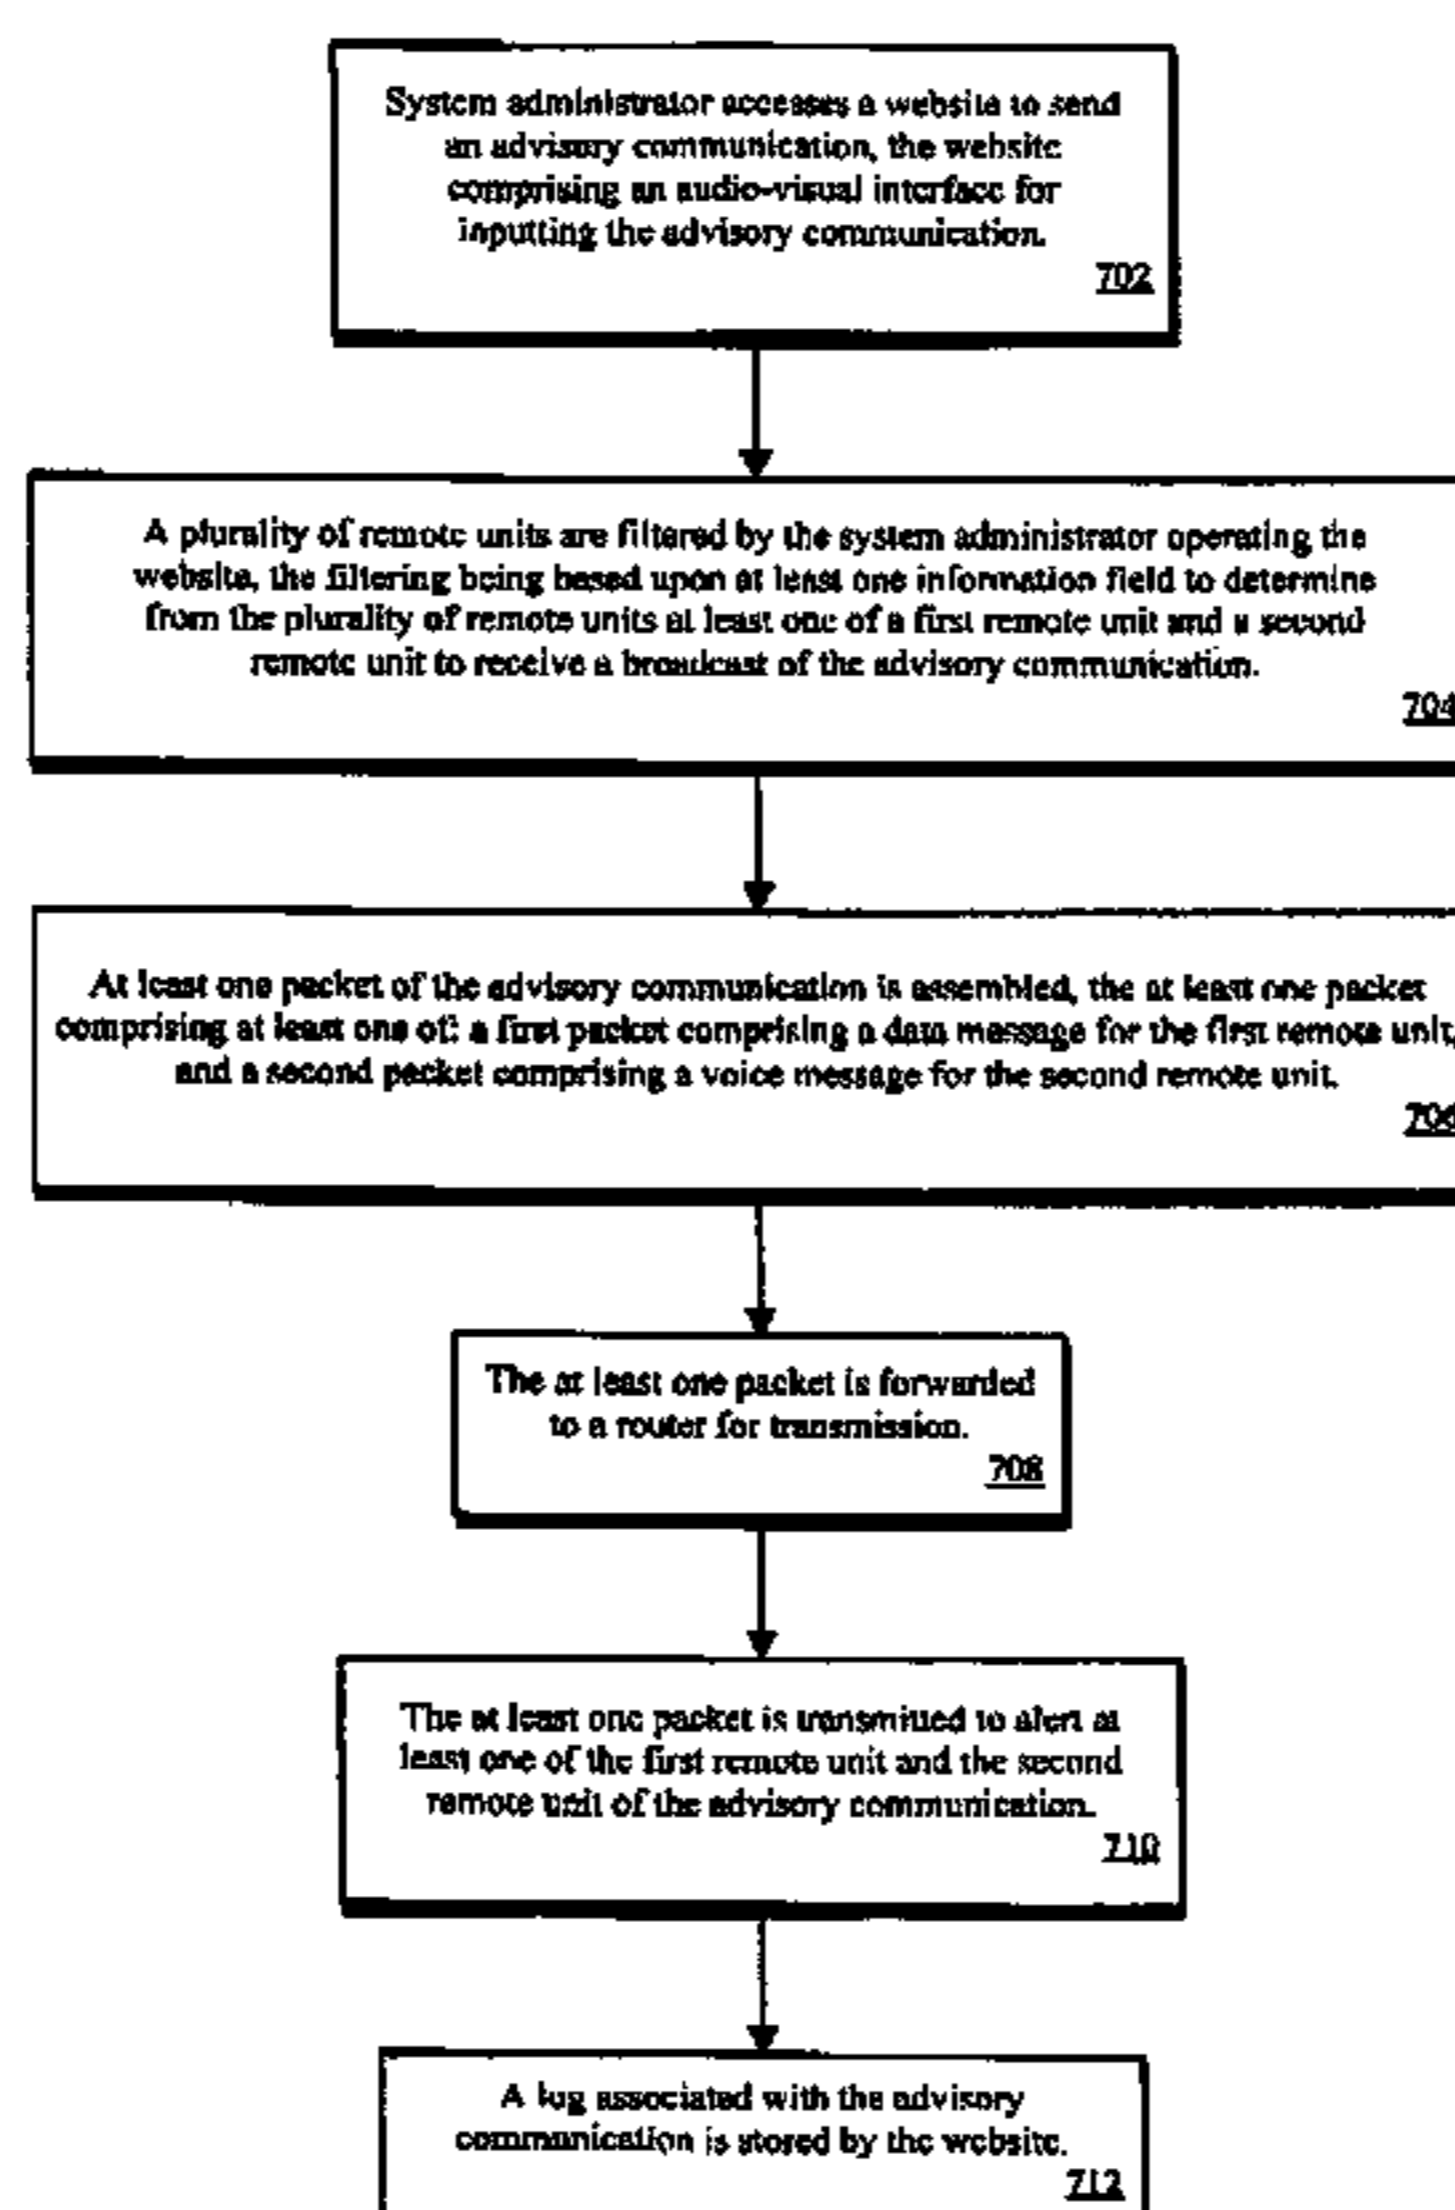 System administrator accesses a website to send
an advisory communication, the website
comprising an audio-visual interface for
inputting the advisory communication.
702
A plurality of remote units are filtered by the system administrator operating the
website, the filtering being based upon at least one information field to determine
from the plurality of remote units at least one of a first remote unit and a second
remote unit to receive a broadcast of the advisory communication.
704
At least one packet of the advisory communication is assembled, the at least one packet
comprising at least one of: a first packet comprising a data message for the first remote unit,
and a second packet comprising a voice message for the second remote unit.
706
The at least one packet is forwarded
to a router for transmission.
708
The at least one packet is transmitted to alert at
least one of the first remote unit and the second
remote unit of the advisory communication.
710
A log associated with the advisory
communication is stored by the website.
712